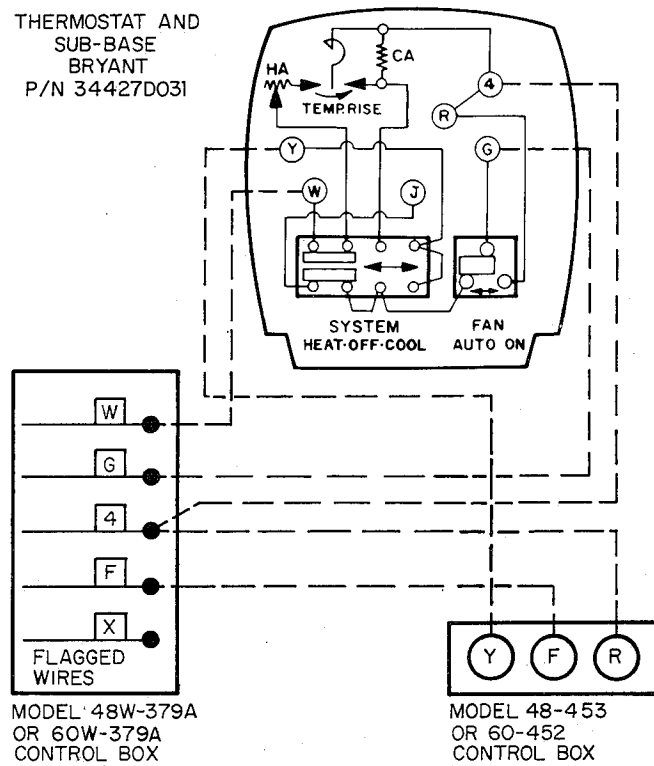 THERMOSTAT AND
SUB-BASE
BRYANT
P/N 34427D031
HA
CA
TEMP.RISE
4
R
Y
G
W
J
SYSTEM
HEAT·OFF·COOL
FAN
AUTO ON
W
G
4
F
X
FLAGGED
WIRES
MODEL 48W-379A
OR 60W-379A
CONTROL BOX
Y
F
R
MODEL 48-453
OR 60-452
CONTROL BOX